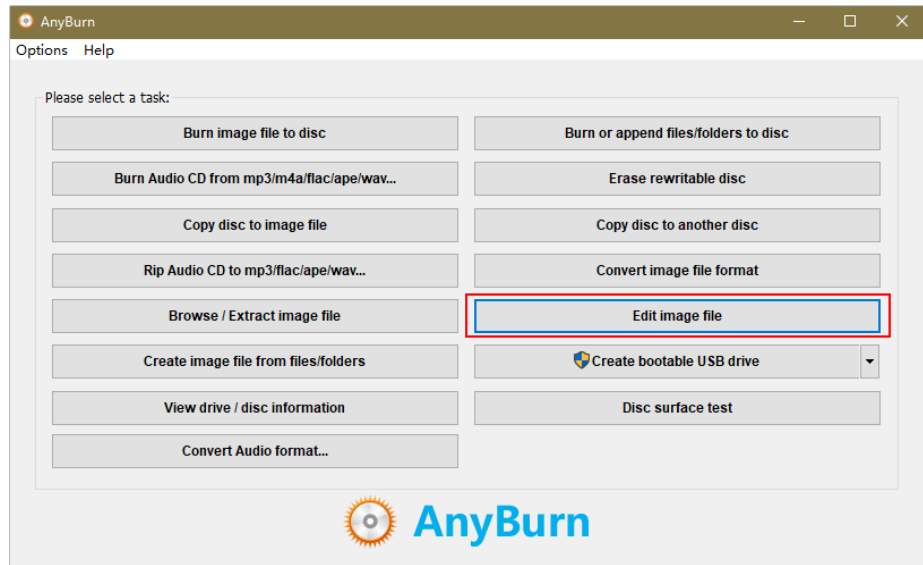 AnyBurn
Options Help
Please select a task:
Burn image file to disc
Burn or append files/folders to disc
Burn Audio CD from mp3/m4a/flac/ape/wav...
Erase rewritable disc
Copy disc to image file
Copy disc to another disc
Rip Audio CD to mp3/flac/ape/wav...
Convert image file format
Browse / Extract image file
Edit image file
Create image file from files/folders
Create bootable USB drive
View drive / disc information
Disc surface test
Convert Audio format...
AnyBurn